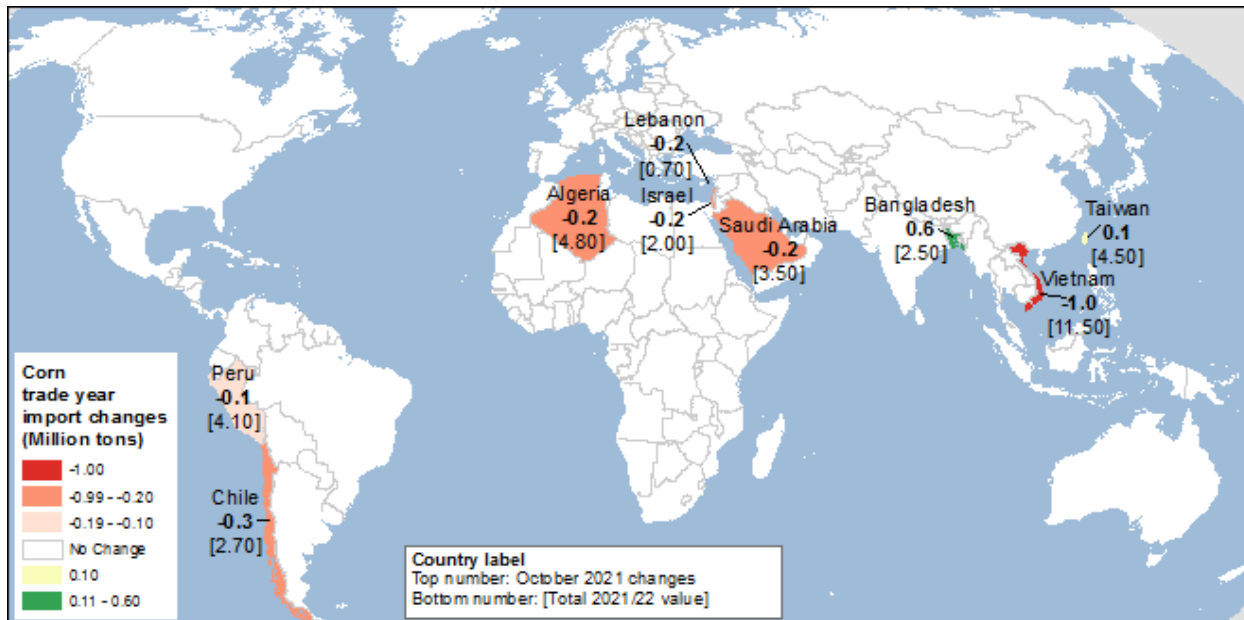 Lebanon
-0.2
[0.70]
Algeria
-0.2
[4.80]
Israel
-0.2
[2.00]
Saudi Arabia
-0.2
[3.50]
Bangladesh
0.6
[2.50]
Taiwan
0.1
[4.50]
Vietnam
-1.0
[11.50]
Peru
-0.1
[4.10]
Chile
-0.3
[2.70]
Corn
trade year
import changes
(Million tons)
-1.00
-0.99 - -0.20
-0.19 - -0.10
No Change
0.10
0.11 - 0.60
Country label
Top number: October 2021 changes
Bottom number: [Total 2021/22 value]